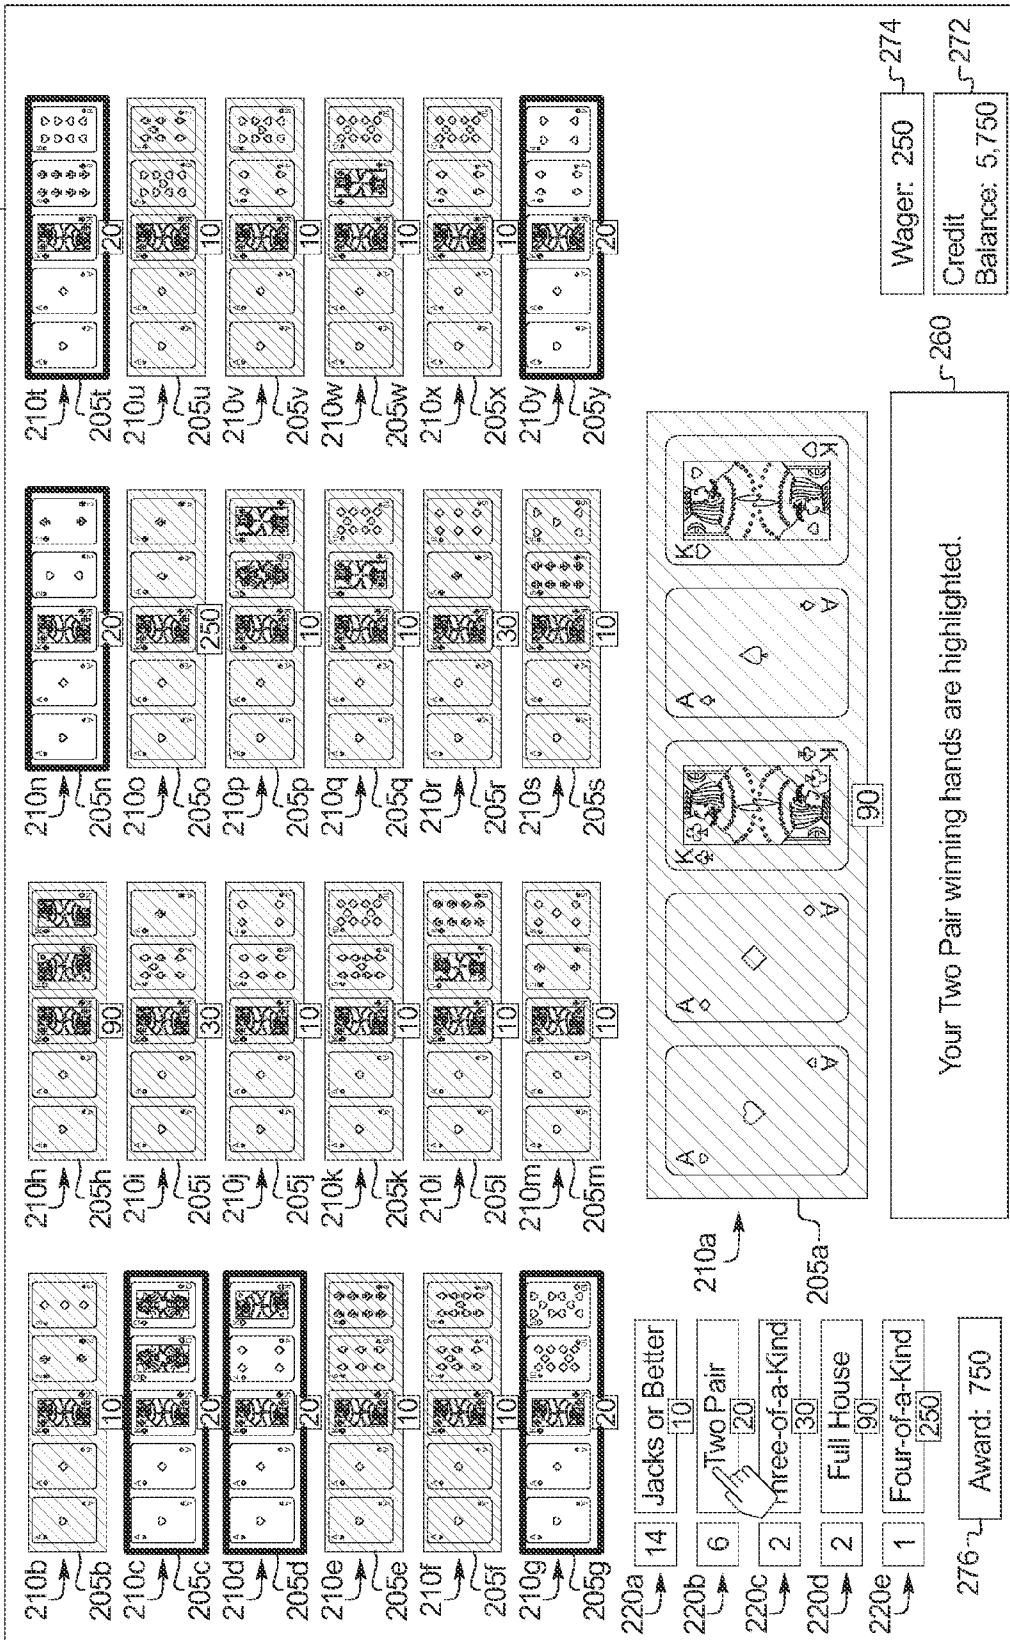 210b 210h 210n 210t
205b 10 205h 90 205n 20 205t 20
210c 210i 210o 210u
205c 20 205i 30 205o 250 205u 10
210d 210j 210p 210v
205d 20 205j 10 205p 10 205v 10
210e 210k 210q 210w
205e 10 205k 10 205q 10 205w 10
210f 210l 210r 210x
205f 10 205l 10 205r 30 205x 10
210g 210m 210s 210y
205g 20 205m 10 205s 10 205y 20
220a 14 Jacks or Better 10
220b 6 Two Pair 20
220c 2 Three-of-a-Kind 30
220d 2 Full House 90
220e 1 Four-of-a-Kind 250
276 Award: 750
210a
205a
A A K A K
A A K A K
90
Your Two Pair winning hands are highlighted.
260
Wager: 250
274
Credit
Balance: 5,750
272